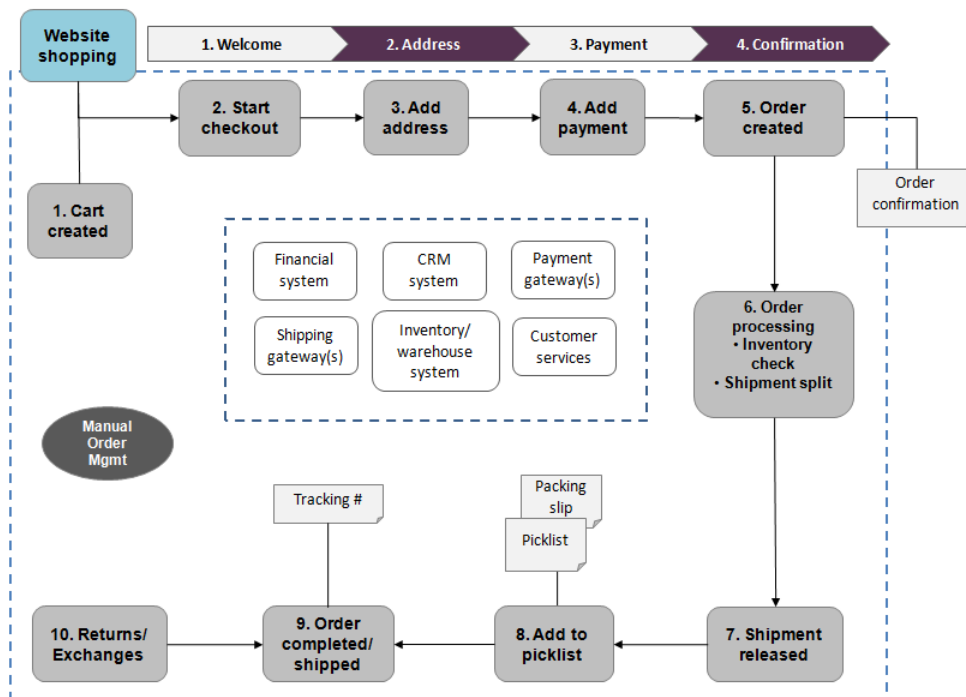 Website
shopping
1. Welcome
2. Address
3. Payment
4. Confirmation
2. Start
checkout
3. Add
address
4. Add
payment
5. Order
created
1. Cart
created
Order
confirmation
Financial
system
CRM
system
Payment
gateway(s)
Shipping
gateway(s)
Inventory/
warehouse
system
Customer
services
6. Order
processing
• Inventory
check
• Shipment split
Manual
Order
Mgmt
Tracking #
Packing
slip
Picklist
10. Returns/
Exchanges
9. Order
completed/
shipped
8. Add to
picklist
7. Shipment
released